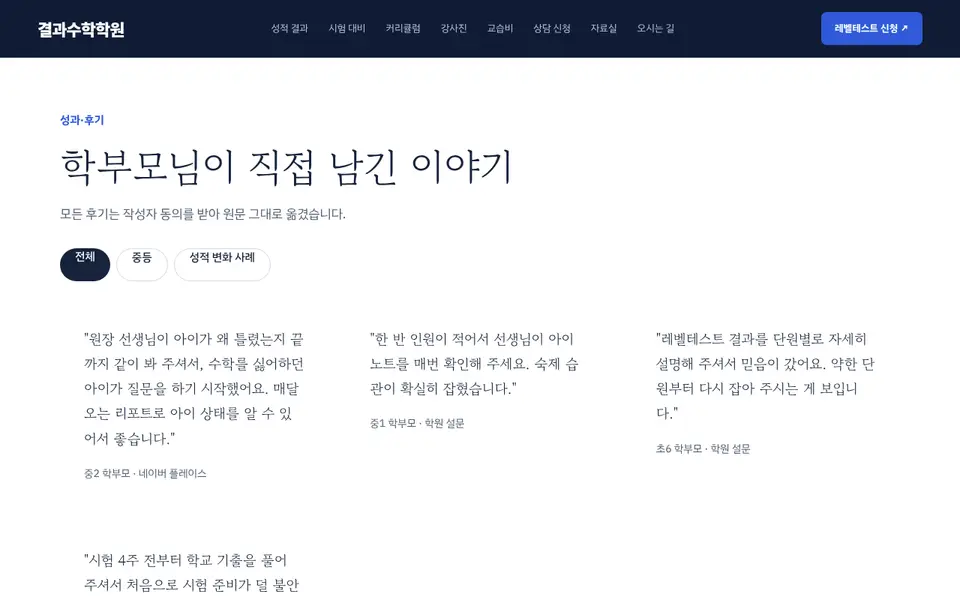 결과수학학원
성적 결과 시험 대비 커리큘럼 강사진 교습비 상담 신청 자료실 오시는 길
레벨테스트 신청 ↗
성과·후기
학부모님이 직접 남긴 이야기
모든 후기는 작성자 동의를 받아 원문 그대로 옮겼습니다.
전체 중등 성적 변화 사례
"원장 선생님이 아이가 왜 틀렸는지 끝
까지 같이 봐 주셔서, 수학을 싫어하던
아이가 질문을 하기 시작했어요. 매달
오는 리포트로 아이 상태를 알 수 있
어서 좋습니다."
중2 학부모 · 네이버 플레이스
"한 반 인원이 적어서 선생님이 아이
노트를 매번 확인해 주세요. 숙제 습
관이 확실히 잡혔습니다."
중1 학부모 · 학원 설문
"레벨테스트 결과를 단원별로 자세히
설명해 주셔서 믿음이 갔어요. 약한 단
원부터 다시 잡아 주시는 게 보입니
다."
초6 학부모 · 학원 설문
"시험 4주 전부터 학교 기출을 풀어
주셔서 처음으로 시험 준비가 덜 불안